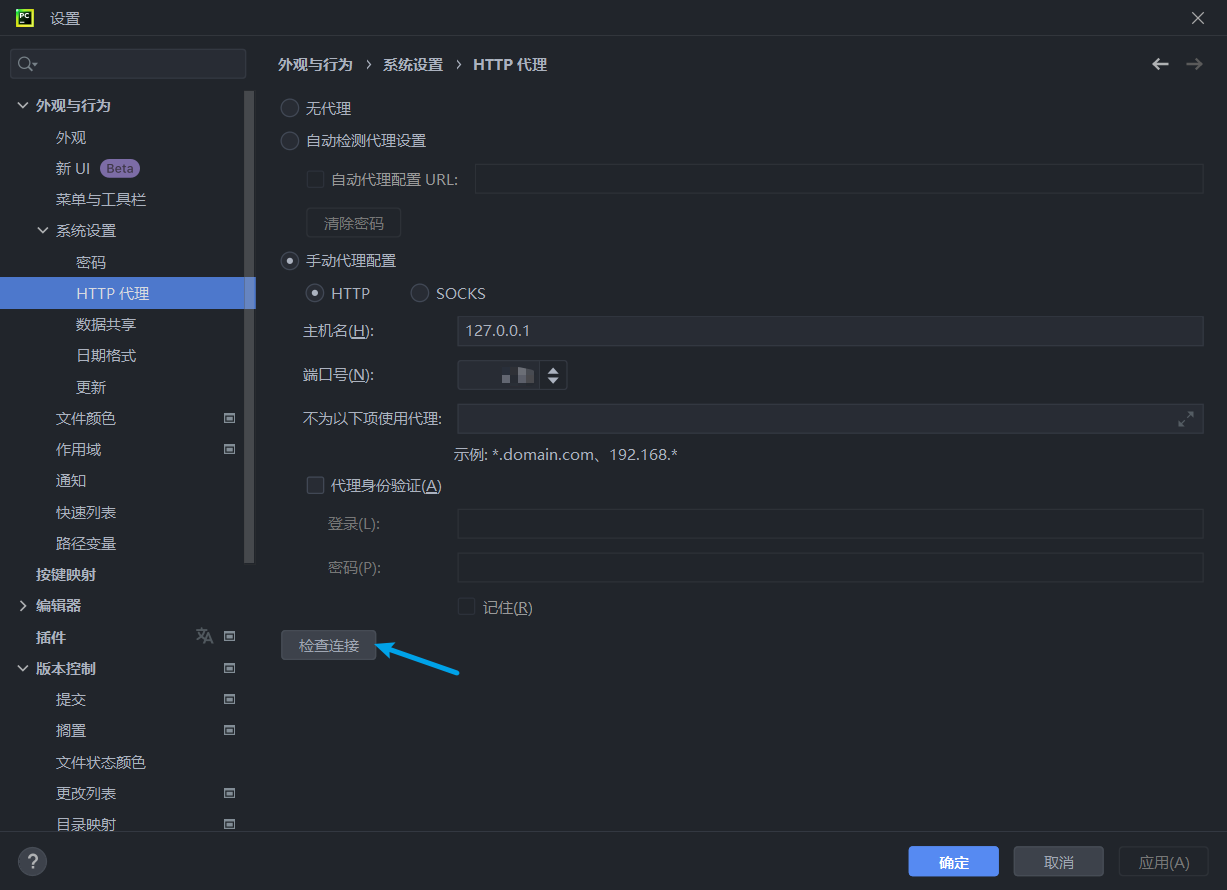 设置
外观与行为 › 系统设置 › HTTP 代理
外观与行为
外观
新 UI Beta
菜单与工具栏
系统设置
密码
HTTP 代理
数据共享
日期格式
更新
文件颜色
作用域
通知
快速列表
路径变量
按键映射
编辑器
插件
版本控制
提交
搁置
文件状态颜色
更改列表
目录映射
无代理
自动检测代理设置
自动代理配置 URL:
清除密码
手动代理配置
HTTP SOCKS
主机名(H): 127.0.0.1
端口号(N):
不为以下项使用代理:
示例: *.domain.com、192.168.*
代理身份验证(A)
登录(L):
密码(P):
记住(R)
检查连接
? 确定 取消 应用(A)